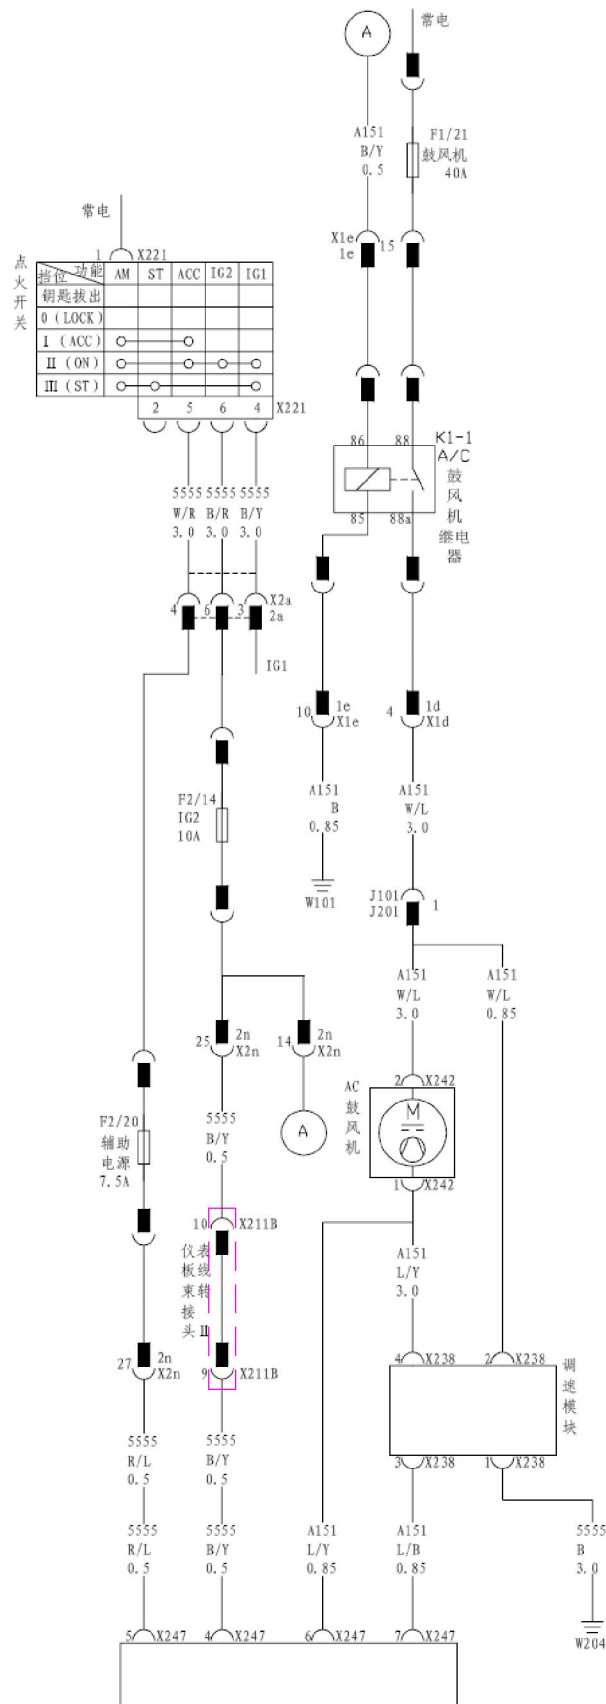 A
常电
A151
B/Y
0.5
F1/21
鼓风机
40A
X1e
1e
15
常电
1
X221
点火开关
挡位
功能
AM
ST
ACC
IG2
IG1
钥匙拔出
0 (LOCK)
Ⅰ (ACC)
Ⅱ (ON)
Ⅲ (ST)
2
5
6
4
X221
5555
W/R
3.0
5555
B/R
3.0
5555
B/Y
3.0
86
88
K1-1
A/C
鼓风机继电器
85
88a
4
6
3
X2a
2a
IG1
10
1e
X1e
4
1d
X1d
F2/14
IG2
10A
A151
B
0.85
W101
A151
W/L
3.0
J101
J201
1
A151
W/L
3.0
A151
W/L
0.85
25
2n
X2n
14
2n
X2n
A
F2/20
辅助
电源
7.5A
5555
B/Y
0.5
AC
鼓风机
2
X242
M
1
X242
10
X211B
仪表
板线
束转
接
头Ⅱ
9
X211B
A151
L/Y
3.0
27
2n
X2n
4
X238
2
X238
调速模块
3
X238
1
X238
5555
R/L
0.5
5555
B/Y
0.5
5555
R/L
0.5
5555
B/Y
0.5
A151
L/Y
0.85
A151
L/B
0.85
5555
B
3.0
W204
5
X247
4
X247
6
X247
7
X247